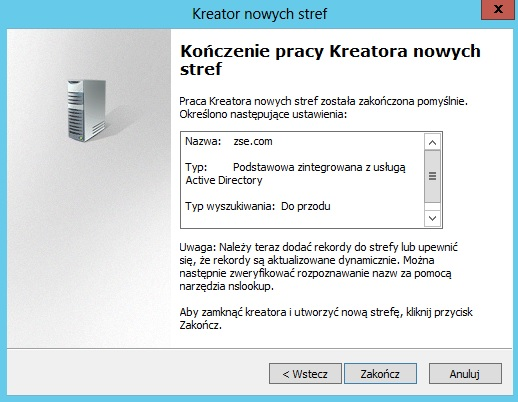 Kreator nowych stref
x
Kończenie pracy Kreatora nowych
stref
Praca Kreatora nowych stref została zakończona pomyślnie.
Określono następujące ustawienia:
Nazwa: zse.com
Typ: Podstawowa zintegrowana z usługą
Active Directory
Typ wyszukiwania: Do przodu
Uwaga: Należy teraz dodać rekordy do strefy lub upewnić
się, że rekordy są aktualizowane dynamicznie. Można
następnie zweryfikować rozpoznawanie nazw za pomocą
narzędzia nslookup.
Aby zamknąć kreatora i utworzyć nową strefę, kliknij przycisk
Zakończ.
< Wstecz Zakończ Anuluj